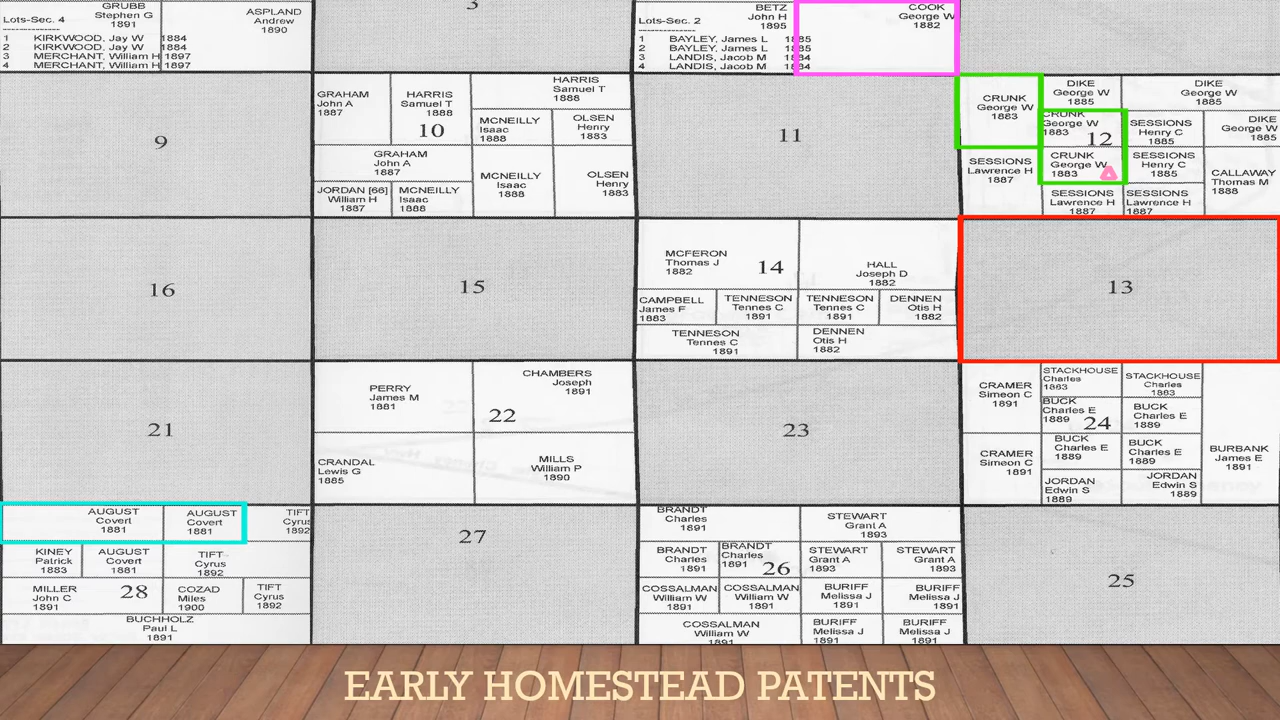 GRUBB
Stephen G
1891
ASPLAND
Andrew
1890
Lots-Sec. 4
1 KIRKWOOD, Jay W 1884
2 KIRKWOOD, Jay W 1884
3 MERCHANT, William H 1897
4 MERCHANT, William H 1897
3
BETZ
John H
1895
Lots-Sec. 2
1 BAYLEY, James L 1885
2 BAYLEY, James L 1885
3 LANDIS, Jacob M 1884
4 LANDIS, Jacob M 1884
COOK
George W
1882
9
GRAHAM
John A
1887
HARRIS
Samuel T
1888
10
HARRIS
Samuel T
1888
MCNEILLY
Isaac
1888
OLSEN
Henry
1883
GRAHAM
John A
1887
JORDAN [66]
William H
1887
MCNEILLY
Isaac
1888
MCNEILLY
Isaac
1888
OLSEN
Henry
1883
11
CRUNK
George W
1883
DIKE
George W
1885
DIKE
George W
1885
CRUNK
George W
1883
12
SESSIONS
Henry C
1885
DIKE
George W
1885
SESSIONS
Lawrence H
1887
CRUNK
George W
1883
SESSIONS
Henry C
1885
CALLAWAY
Thomas M
1888
SESSIONS
Lawrence H
1887
SESSIONS
Lawrence H
1887
16
15
MCFERON
Thomas J
1882
14
HALL
Joseph D
1882
CAMPBELL
James F
1883
TENNESON
Tennes C
1891
TENNESON
Tennes C
1891
DENNEN
Otis H
1882
TENNESON
Tennes C
1891
DENNEN
Otis H
1882
13
21
PERRY
James M
1881
CHAMBERS
Joseph
1891
22
CRANDAL
Lewis G
1885
MILLS
William P
1890
23
CRAMER
Simeon C
1891
STACKHOUSE
Charles
1883
STACKHOUSE
Charles
1883
BUCK
Charles E
1889
24
BUCK
Charles E
1889
BURBANK
James E
1891
CRAMER
Simeon C
1891
BUCK
Charles E
1889
BUCK
Charles E
1889
JORDAN
Edwin S
1889
JORDAN
Edwin S
1889
AUGUST
Covert
1881
AUGUST
Covert
1881
TIFT
Cyrus
1892
KINEY
Patrick
1883
AUGUST
Covert
1881
TIFT
Cyrus
1892
MILLER
John C
1891
28
COZAD
Miles
1900
TIFT
Cyrus
1892
BUCHHOLZ
Paul L
1891
27
BRANDT
Charles
1891
STEWART
Grant A
1893
BRANDT
Charles
1891
BRANDT
Charles
1891
26
STEWART
Grant A
1893
STEWART
Grant A
1893
COSSALMAN
William W
1891
COSSALMAN
William W
1891
BURIFF
Melissa J
1891
BURIFF
Melissa J
1891
COSSALMAN
William W
1891
BURIFF
Melissa J
1891
BURIFF
Melissa J
1891
25
EARLY HOMESTEAD PATENTS